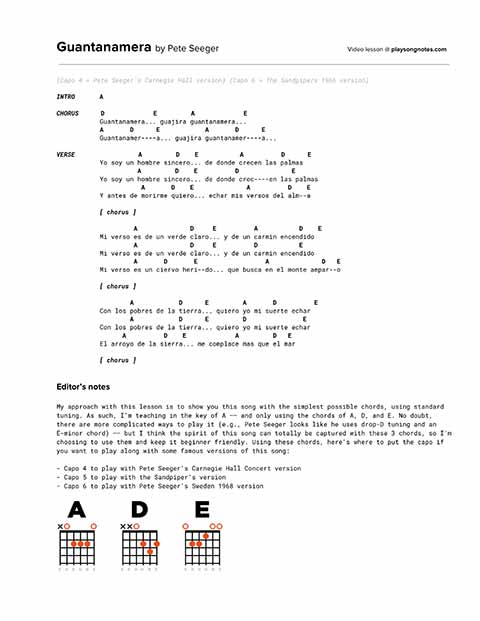 Guantanamera by Pete Seeger
Video lesson @ playsongnotes.com
(Capo 4 = Pete Seeger's Carnegie Hall version) (Capo 6 = The Sandpipers 1966 version)
INTRO A
CHORUS D E A E
Guantanamera... guajira guantanamera...
A D E A D E
Guantanamer----a... guajira guantanamer----a...
VERSE A D E A D E
Yo soy un hombre sincero... de donde crecen las palmas
A D E D E
Yo soy un hombre sincero... de donde crec----en las palmas
A D E A D E
Y antes de morirme quiero... echar mis versos del alm--a
[ chorus ]
A D E A D E
Mi verso es de un verde claro... y de un carmin encendido
A D E D E
Mi verso es de un verde claro... y de un carmin encendido
A D E A D E
Mi verso es un ciervo heri--do... que busca en el monte ampar--o
[ chorus ]
A D E A D E
Con los pobres de la tierra... quiero yo mi suerte echar
A D E D E
Con los pobres de la tierra... quiero yo mi suerte echar
A D E A D E
El arroyo de la sierra... me complace mas que el mar
[ chorus ]
Editor's notes
My approach with this lesson is to show you this song with the simplest possible chords, using standard
tuning. As such, I'm teaching in the key of A -- and only using the chords of A, D, and E. No doubt,
there are more complicated ways to play it (e.g., Pete Seeger looks like he uses drop-D tuning and an
E-minor chord) -- but I think the spirit of this song can totally be captured with these 3 chords, so I'm
choosing to use them and keep it beginner friendly. Using these chords, here's where to put the capo if
you want to play along with some famous versions of this song:
- Capo 4 to play with Pete Seeger's Carnegie Hall Concert version
- Capo 5 to play with the Sandpiper's version
- Capo 6 to play with Pete Seeger's Sweden 1968 version
A D E